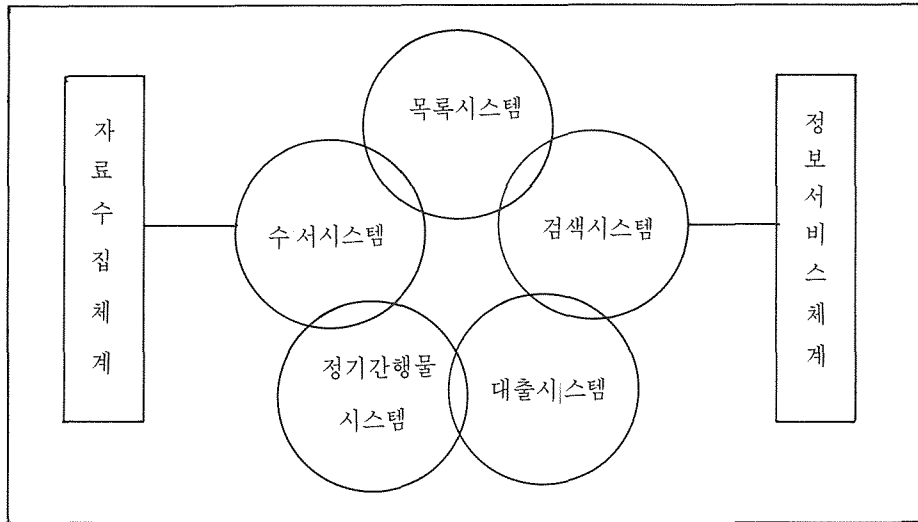 목록시스템
자료수집체계
정보서비스체계
수서시스템
검색시스템
정기간행물
시스템
대출시스템